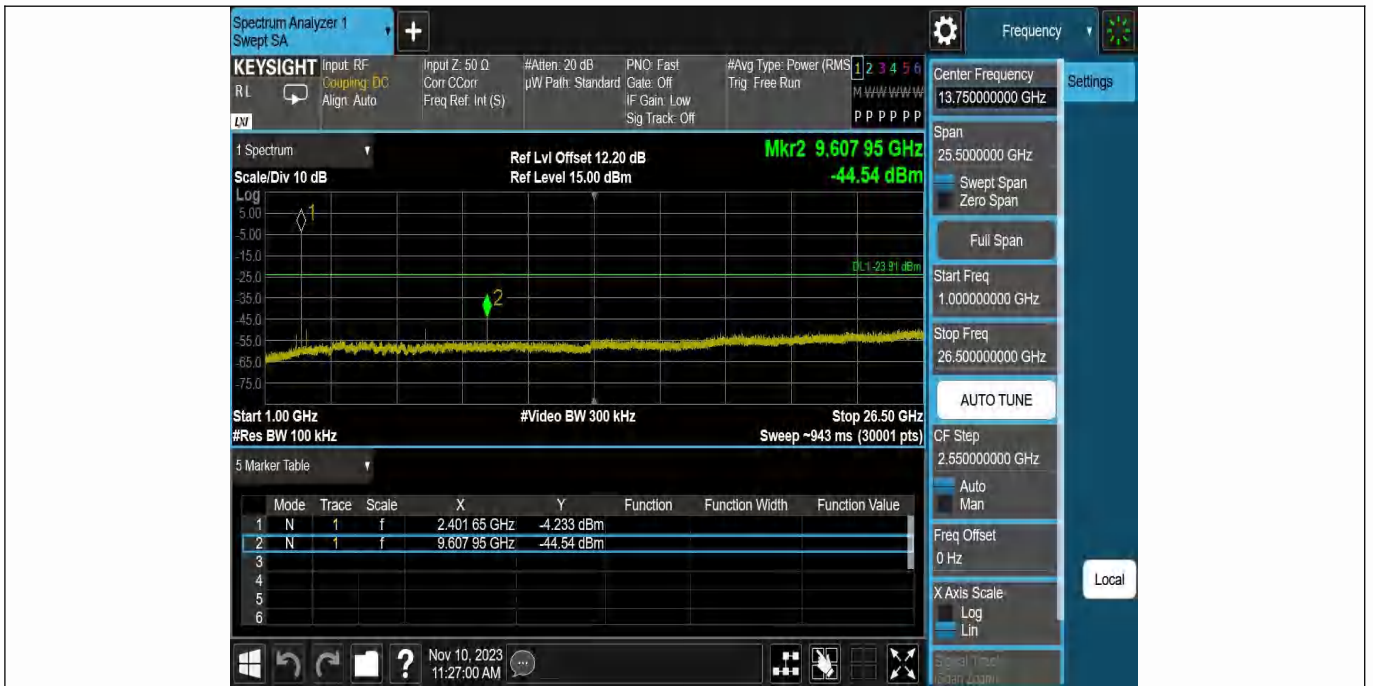 Spectrum Analyzer 1
Swept SA
+
Frequency
KEYSIGHT
RL
LXI
Input: RF
Coupling: DC
Align: Auto
Input Z: 50 Ω
Corr CCorr
Freq Ref: Int (S)
#Atten: 20 dB
µW Path: Standard
PNO: Fast
Gate: Off
IF Gain: Low
Sig Track: Off
#Avg Type: Power (RMS
Trig: Free Run
1 2 3 4 5 6
M W W W W W
P P P P P P
1 Spectrum
Scale/Div 10 dB
Ref Lvl Offset 12.20 dB
Ref Level 15.00 dBm
Mkr2 9.607 95 GHz
-44.54 dBm
Log
5.00
-5.00
-15.0
-25.0
-35.0
-45.0
-55.0
-65.0
-75.0
1
2
DL1 -23.91 dBm
Start 1.00 GHz
#Video BW 300 kHz
Stop 26.50 GHz
#Res BW 100 kHz
Sweep ~943 ms (30001 pts)
5 Marker Table
Mode Trace Scale X Y Function Function Width Function Value
1 N 1 f 2.401 65 GHz -4.233 dBm
2 N 1 f 9.607 95 GHz -44.54 dBm
3
4
5
6
Nov 10, 2023
11:27:00 AM
?
Center Frequency
13.750000000 GHz
Settings
Span
25.5000000 GHz
Swept Span
Zero Span
Full Span
Start Freq
1.000000000 GHz
Stop Freq
26.500000000 GHz
AUTO TUNE
CF Step
2.550000000 GHz
Auto
Man
Freq Offset
0 Hz
X Axis Scale
Log
Lin
Signal Track
(Span Zoom)
Local